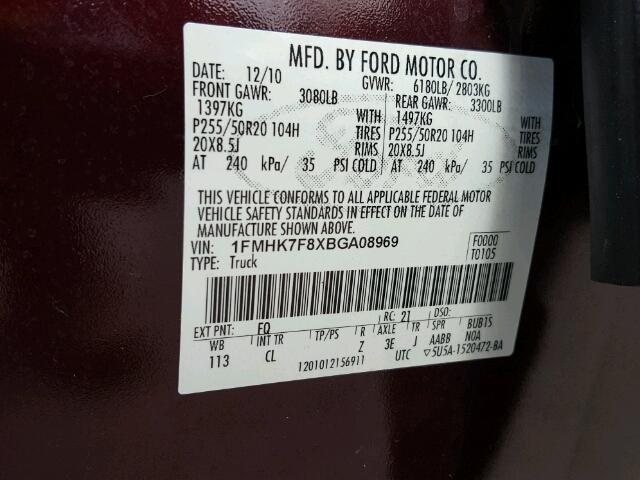 MFD. BY FORD MOTOR CO.
DATE: 12/10 GVWR: 6180LB/ 2803KG
FRONT GAWR: 3080LB REAR GAWR: 3300LB
1397KG WITH 1497KG WITH
P255/50R20 104H TIRES P255/50R20 104H TIRES
20X8.5J RIMS 20X8.5J RIMS
AT 240 kPa/ 35 PSI COLD AT 240 kPa/ 35 PSI COLD
THIS VEHICLE CONFORMS TO ALL APPLICABLE FEDERAL MOTOR
VEHICLE SAFETY STANDARDS IN EFFECT ON THE DATE OF
MANUFACTURE SHOWN ABOVE.
VIN: 1FMHK7F8XBGA08969 F0000
TYPE: Truck T0105
EXT PNT: EQ RC: 21 DSO:
WB INT TR TP/PS R AXLE TR SPR BUB1S
113 CL Z 3E J AABB NOA
1201012156911 UTC ▽5U5A-1520472-BA